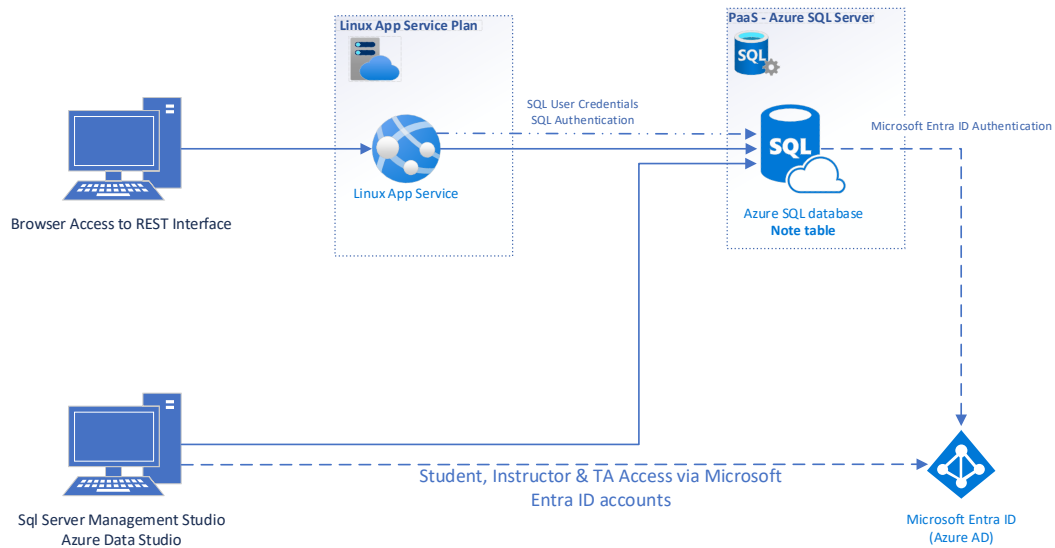 Linux App Service Plan
PaaS - Azure SQL Server
SQL
SQL User Credentials
SQL Authentication
Microsoft Entra ID Authentication
SQL
Linux App Service
Browser Access to REST Interface
Azure SQL database
Note table
Student, Instructor & TA Access via Microsoft
Entra ID accounts
Sql Server Management Studio
Azure Data Studio
Microsoft Entra ID
(Azure AD)